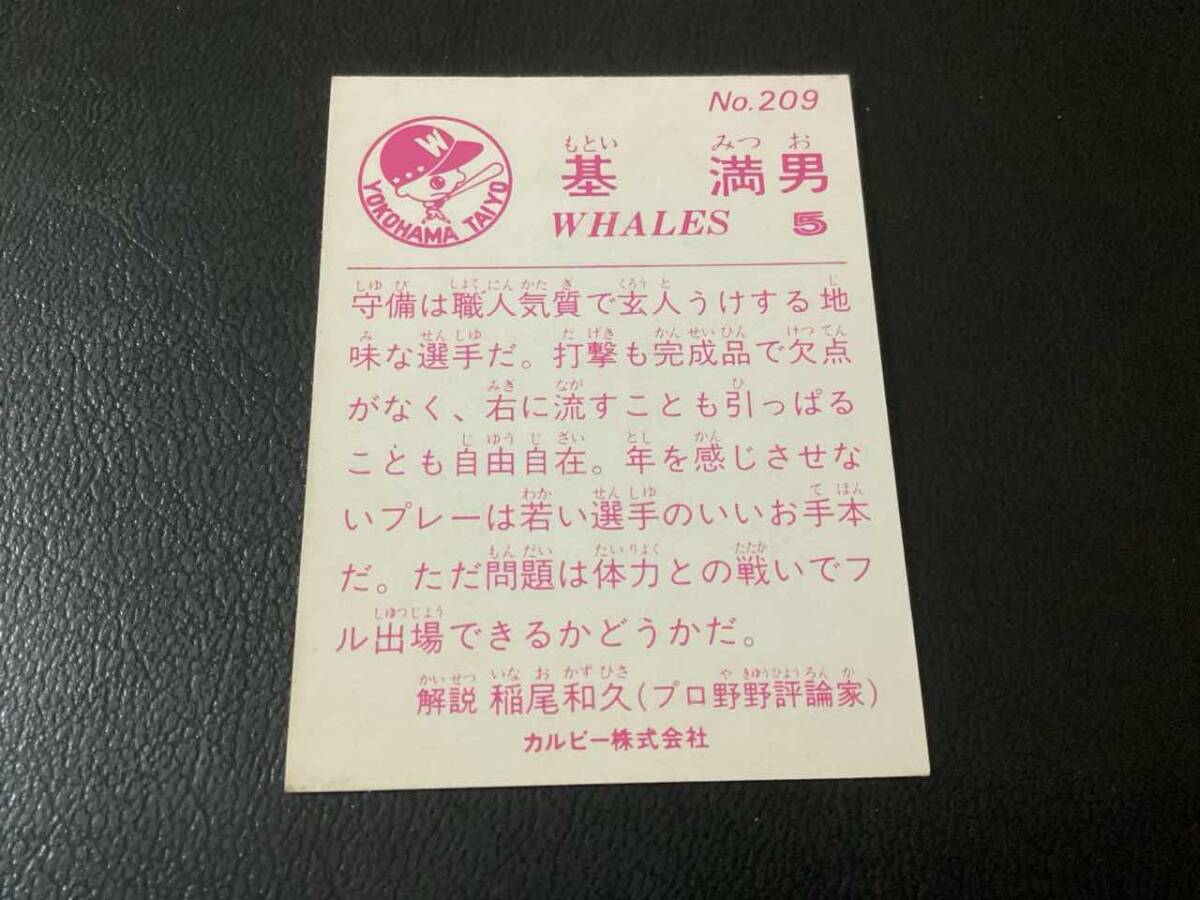 No.209
もとい みつ お
基 満男
WHALES 5
YOKOHAMA TAIYO
W
しゆ び しよく にん かた ぎ くろう と じ
守備は職人気質で玄人うけする地
み せん しゆ だ げき かん せい ひん けつ てん
味な選手だ。打撃も完成品で欠点
みぎ なが ひ
がなく、右に流すことも引っぱる
じ ゆう じ ざい とし かん
ことも自由自在。年を感じさせな
わか せん しゆ て ほん
いプレーは若い選手のいいお手本
もん だい たい りよく たたか
だ。ただ問題は体力との戦いでフ
しゆつ じよう
ル出場できるかどうかだ。
かい せつ いな お かず ひさ や きゆう ひよう ろん か
解説 稲尾和久(プロ野野評論家)
カルビー株式会社